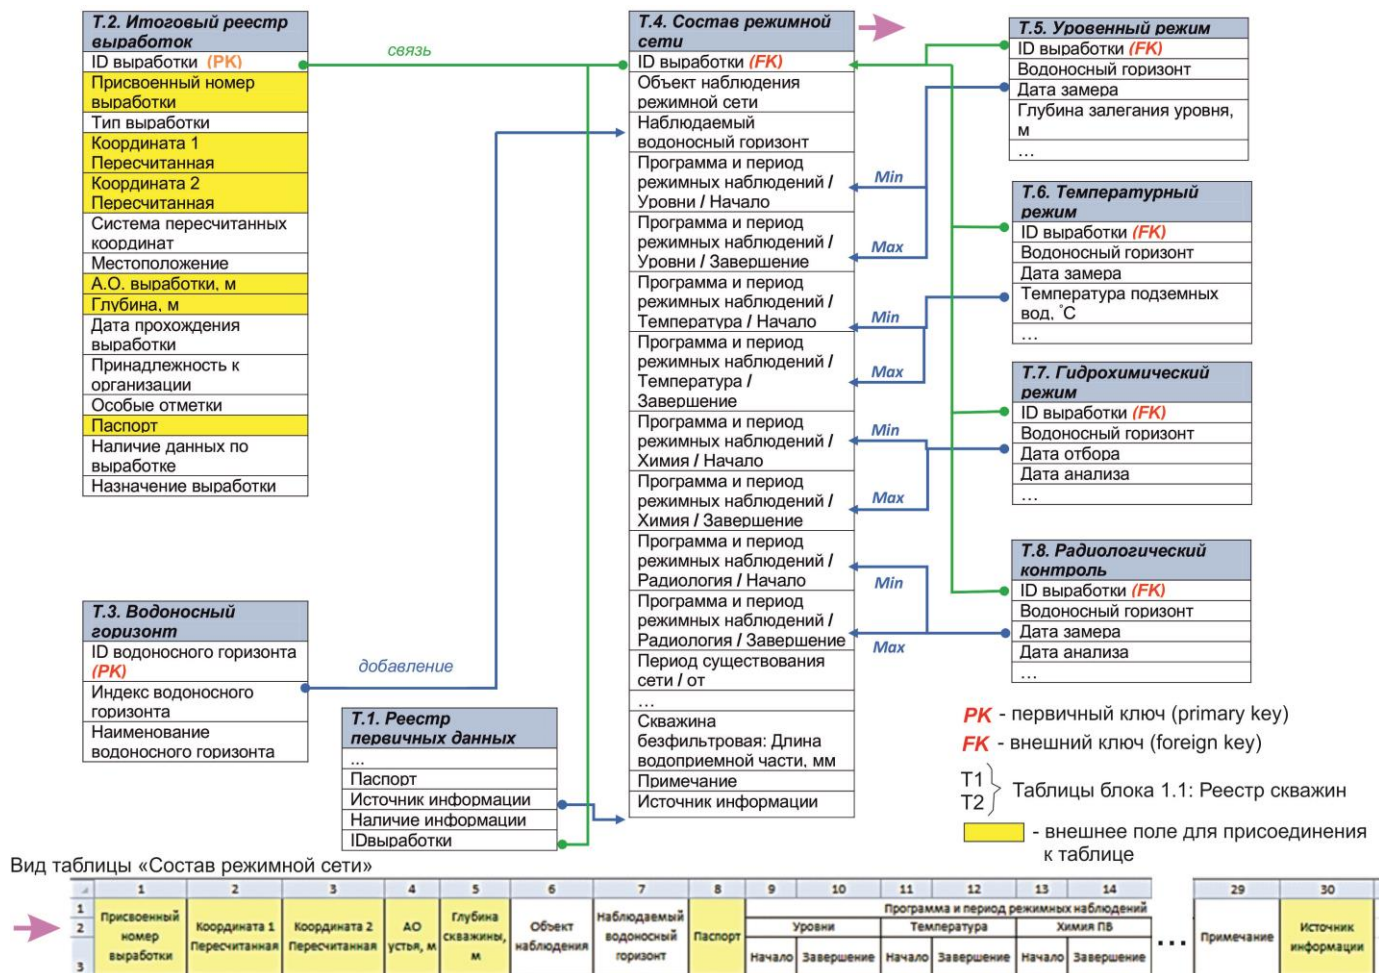 Т.2. Итоговый реестр
выработок
ID выработки (PK)
Присвоенный номер
выработки
Тип выработки
Координата 1
Пересчитанная
Координата 2
Пересчитанная
Система пересчитанных
координат
Местоположение
А.О. выработки, м
Глубина, м
Дата прохождения
выработки
Принадлежность к
организации
Особые отметки
Паспорт
Наличие данных по
выработке
Назначение выработки
связь
Т.3. Водоносный
горизонт
ID водоносного горизонта
(PK)
Индекс водоносного
горизонта
Наименование
водоносного горизонта
добавление
Т.1. Реестр
первичных данных
...
Паспорт
Источник информации
Наличие информации
IDвыработки
Т.4. Состав режимной
сети
ID выработки (FK)
Объект наблюдения
режимной сети
Наблюдаемый
водоносный горизонт
Программа и период
режимных наблюдений /
Уровни / Начало
Программа и период
режимных наблюдений /
Уровни / Завершение
Программа и период
режимных наблюдений /
Температура / Начало
Программа и период
режимных наблюдений /
Температура /
Завершение
Программа и период
режимных наблюдений /
Химия / Начало
Программа и период
режимных наблюдений /
Химия / Завершение
Программа и период
режимных наблюдений /
Радиология / Начало
Программа и период
режимных наблюдений /
Радиология / Завершение
Период существования
сети / от
...
Скважина
безфильтровая: Длина
водоприемной части, мм
Примечание
Источник информации
Min
Max
Min
Max
Min
Max
Min
Max
Т.5. Уровенный режим
ID выработки (FK)
Водоносный горизонт
Дата замера
Глубина залегания уровня,
м
...
Т.6. Температурный
режим
ID выработки (FK)
Водоносный горизонт
Дата замера
Температура подземных
вод, °С
...
Т.7. Гидрохимический
режим
ID выработки (FK)
Водоносный горизонт
Дата отбора
Дата анализа
...
Т.8. Радиологический
контроль
ID выработки (FK)
Водоносный горизонт
Дата замера
Дата анализа
...
PK - первичный ключ (primary key)
FK - внешний ключ (foreign key)
Т1
Т2
Таблицы блока 1.1: Реестр скважин
- внешнее поле для присоединения
к таблице
Вид таблицы «Состав режимной сети»
1 2 3 4 5 6 7 8 9 10 11 12 13 14 29 30
1
2
3
Присвоенный
номер
выработки
Координата 1
Пересчитанная
Координата 2
Пересчитанная
АО
устья, м
Глубина
скважины,
м
Объект
наблюдения
Наблюдаемый
водоносный
горизонт
Паспорт
Программа и период режимных наблюдений
Уровни Температура Химия ПВ
Начало Завершение Начало Завершение Начало Завершение
...
Примечание
Источник
информации